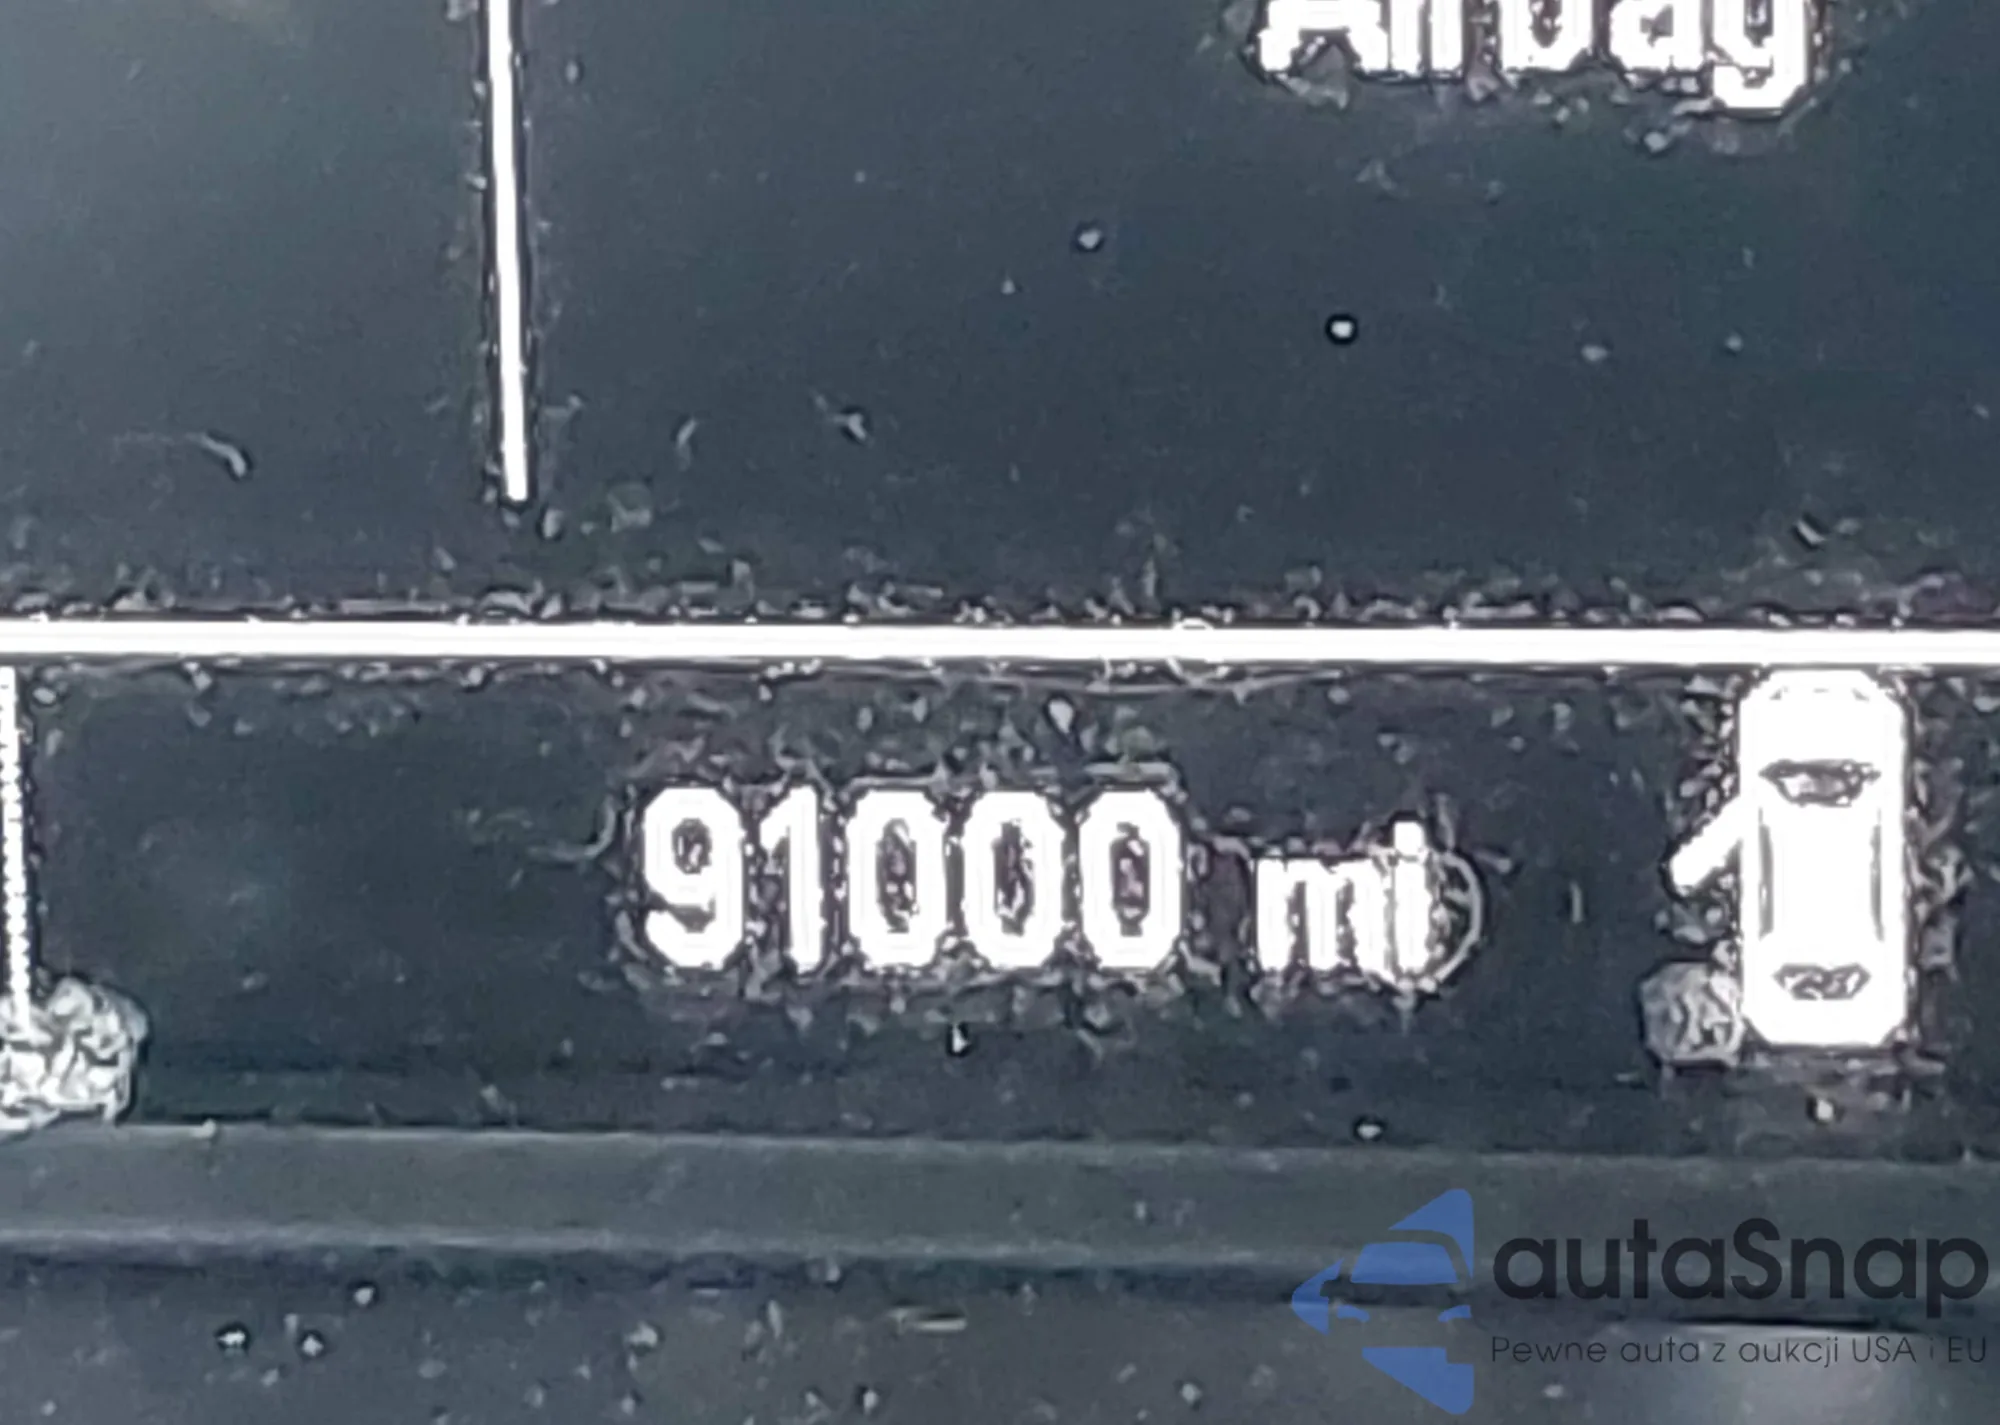 Airbag
91000 mi
autaSnap
Pewne auta z aukcji USA i EU